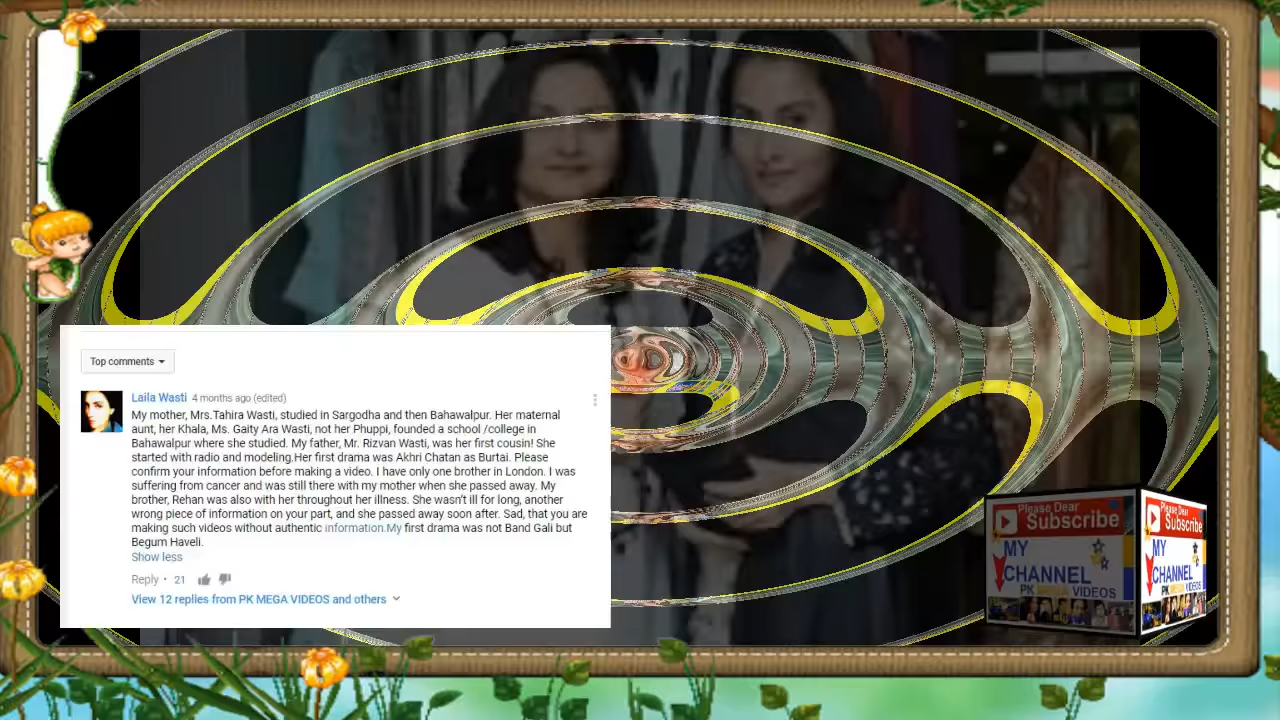 Top comments
Laila Wasti 4 months ago (edited)
My mother, Mrs.Tahira Wasti, studied in Sargodha and then Bahawalpur. Her maternal
aunt, her Khala, Ms. Gaity Ara Wasti, not her Phuppi, founded a school /college in
Bahawalpur where she studied. My father, Mr. Rizvan Wasti, was her first cousin! She
started with radio and modeling.Her first drama was Akhri Chatan as Burtai. Please
confirm your information before making a video. I have only one brother in London. I was
suffering from cancer and was still there with my mother when she passed away. My
brother, Rehan was also with her throughout her illness. She wasn't ill for long, another
wrong piece of information on your part, and she passed away soon after. Sad, that you are
making such videos without authentic information.My first drama was not Band Gali but
Begum Haveli.
Show less
Reply • 21
View 12 replies from PK MEGA VIDEOS and others
Please Dear
Subscribe
MY
CHANNEL
PK MEGA VIDEOS
Please Dear
Subscribe
MY
CHANNEL
PK MEGA VIDEOS